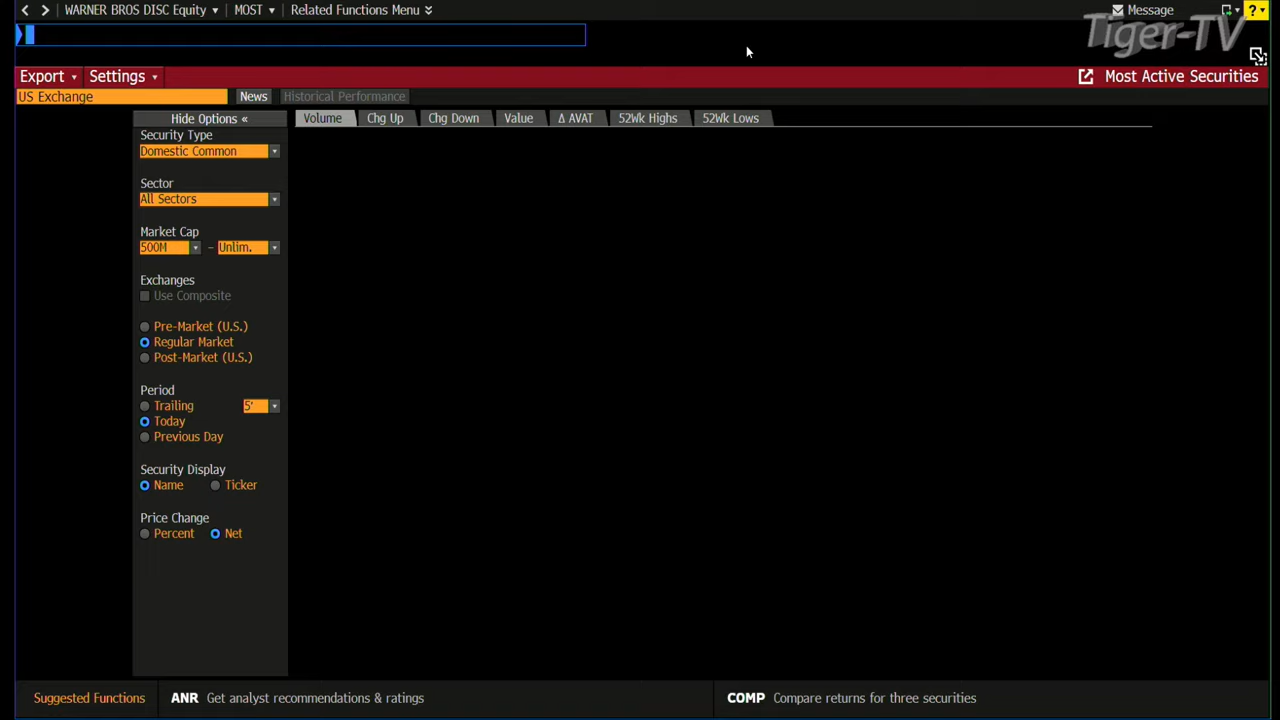 WARNER BROS DISC Equity MOST Related Functions Menu Message ?
Tiger-TV
Export Settings Most Active Securities
US Exchange News Historical Performance
Hide Options « Volume Chg Up Chg Down Value Δ AVAT 52Wk Highs 52Wk Lows
Security Type
Domestic Common
Sector
All Sectors
Market Cap
500M - Unlim.
Exchanges
Use Composite
Pre-Market (U.S.)
Regular Market
Post-Market (U.S.)
Period
Trailing 5'
Today
Previous Day
Security Display
Name Ticker
Price Change
Percent Net
Suggested Functions ANR Get analyst recommendations & ratings COMP Compare returns for three securities